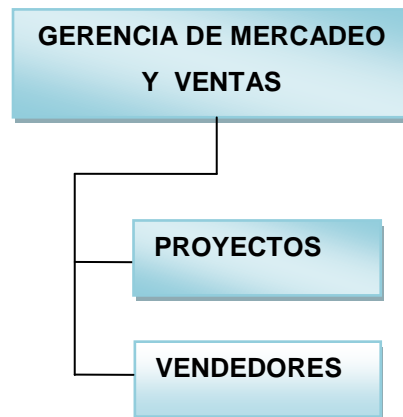 GERENCIA DE MERCADEO
Y VENTAS
PROYECTOS
VENDEDORES